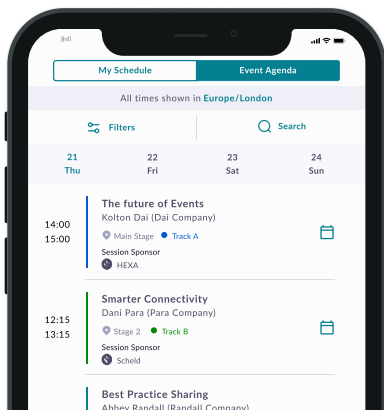 9:41
My Schedule Event Agenda
All times shown in Europe/London
Filters Search
21 22 23 24
Thu Fri Sat Sun
The future of Events
Kolton Dai (Dai Company)
14:00
15:00
Main Stage Track A
Session Sponsor
HEXA
Smarter Connectivity
Dani Para (Para Company)
12:15
13:15
Stage 2 Track B
Session Sponsor
Scheld
Best Practice Sharing
Abbey Randall (Randall Company)